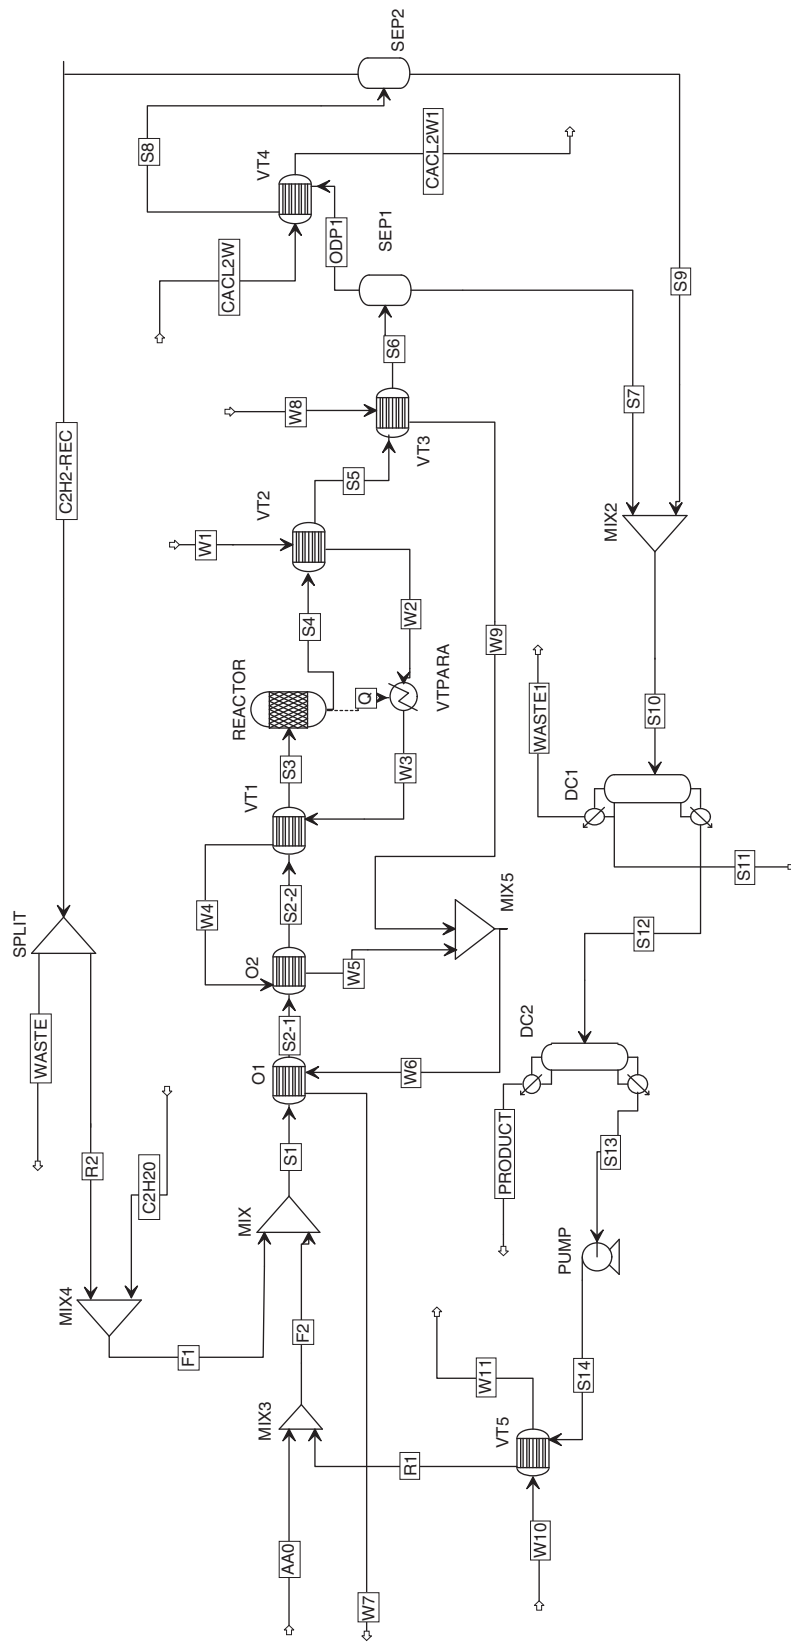 SEP2
S8
VT4
CACL2W1
CACL2W
ODP1
SEP1
S9
S6
S7
C2H2-REC
W8
VT3
S5
VT2
W1
MIX2
S4
W2
W9
REACTOR
Q
VTPARA
WASTE1
S10
S3
W3
VT1
DC1
S11
SPLIT
W4
S2-2
MIX5
S12
O2
W5
WASTE
S2-1
DC2
O1
W6
R2
C2H20
S1
PRODUCT
S13
MIX
PUMP
MIX4
F1
F2
W11
S14
MIX3
VT5
R1
AA0
W10
W7